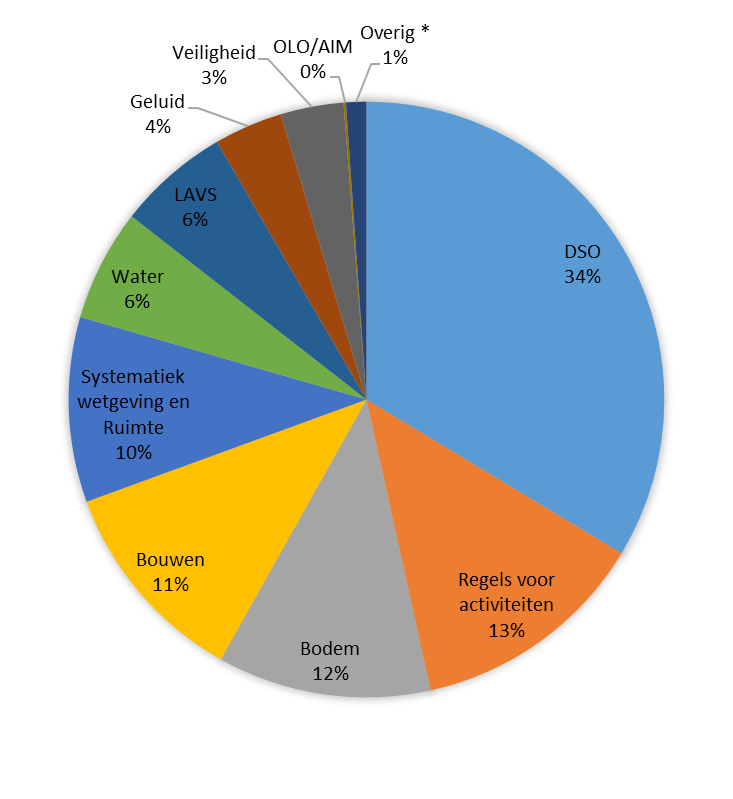 Overig *
1%
OLO/AIM
0%
Veiligheid
3%
Geluid
4%
LAVS
6%
DSO
34%
Water
6%
Systematiek
wetgeving en
Ruimte
10%
Bouwen
11%
Regels voor
activiteiten
13%
Bodem
12%